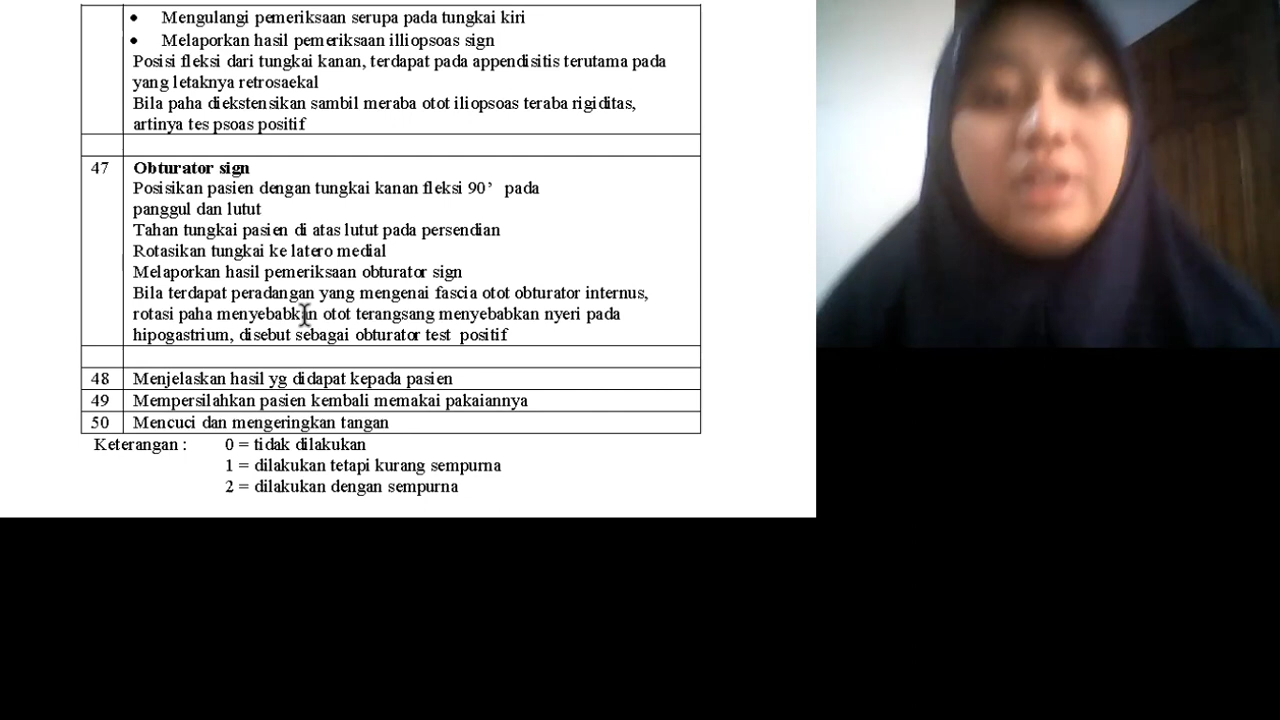 • Mengulangi pemeriksaan serupa pada tungkai kiri
• Melaporkan hasil pemeriksaan illiopsoas sign
Posisi fleksi dari tungkai kanan, terdapat pada appendisitis terutama pada
yang letaknya retrosaekal
Bila paha diekstensikan sambil meraba otot iliopsoas teraba rigiditas,
artinya tes psoas positif
47 Obturator sign
Posisikan pasien dengan tungkai kanan fleksi 90’ pada
panggul dan lutut
Tahan tungkai pasien di atas lutut pada persendian
Rotasikan tungkai ke latero medial
Melaporkan hasil pemeriksaan obturator sign
Bila terdapat peradangan yang mengenai fascia otot obturator internus,
rotasi paha menyebabkan otot terangsang menyebabkan nyeri pada
hipogastrium, disebut sebagai obturator test positif
48 Menjelaskan hasil yg didapat kepada pasien
49 Mempersilahkan pasien kembali memakai pakaiannya
50 Mencuci dan mengeringkan tangan
Keterangan : 0 = tidak dilakukan
1 = dilakukan tetapi kurang sempurna
2 = dilakukan dengan sempurna